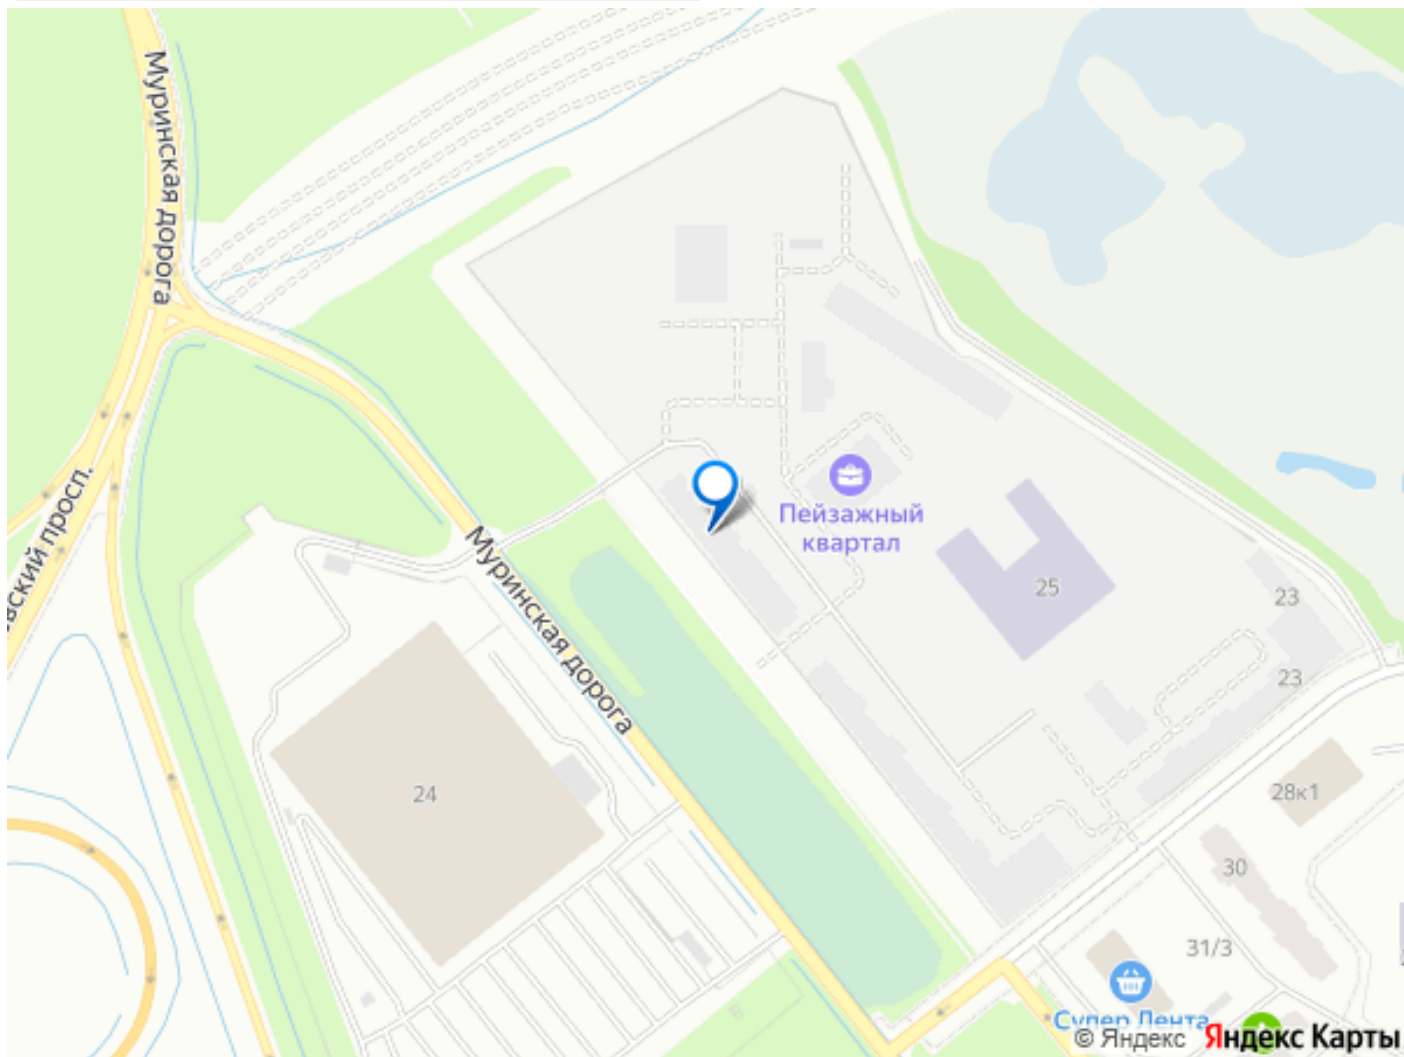 Муринская дорога
вский просп.
Муринская дорога
Пейзажный
квартал
25
23
23
24
28к1
30
31/3
Супер Лента
© Яндекс Яндекс Карты